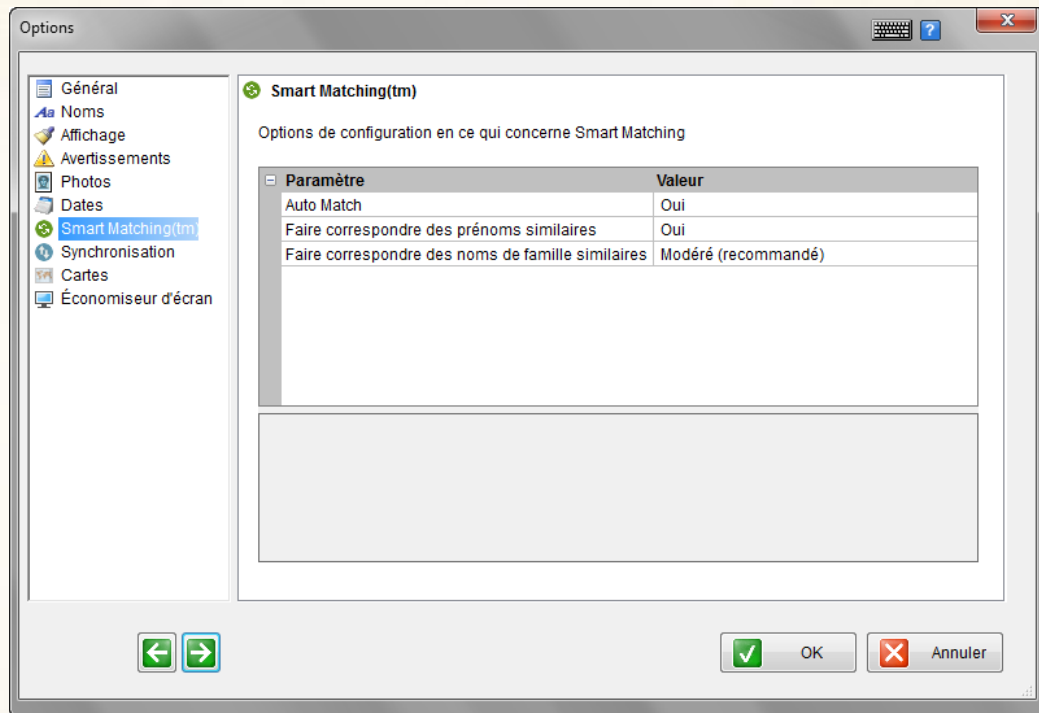 Options
?
Général
Aa Noms
Affichage
Avertissements
Photos
Dates
Smart Matching(tm)
Synchronisation
Cartes
Économiseur d'écran
Smart Matching(tm)
Options de configuration en ce qui concerne Smart Matching
Paramètre Valeur
Auto Match Oui
Faire correspondre des prénoms similaires Oui
Faire correspondre des noms de famille similaires Modéré (recommandé)
OK Annuler